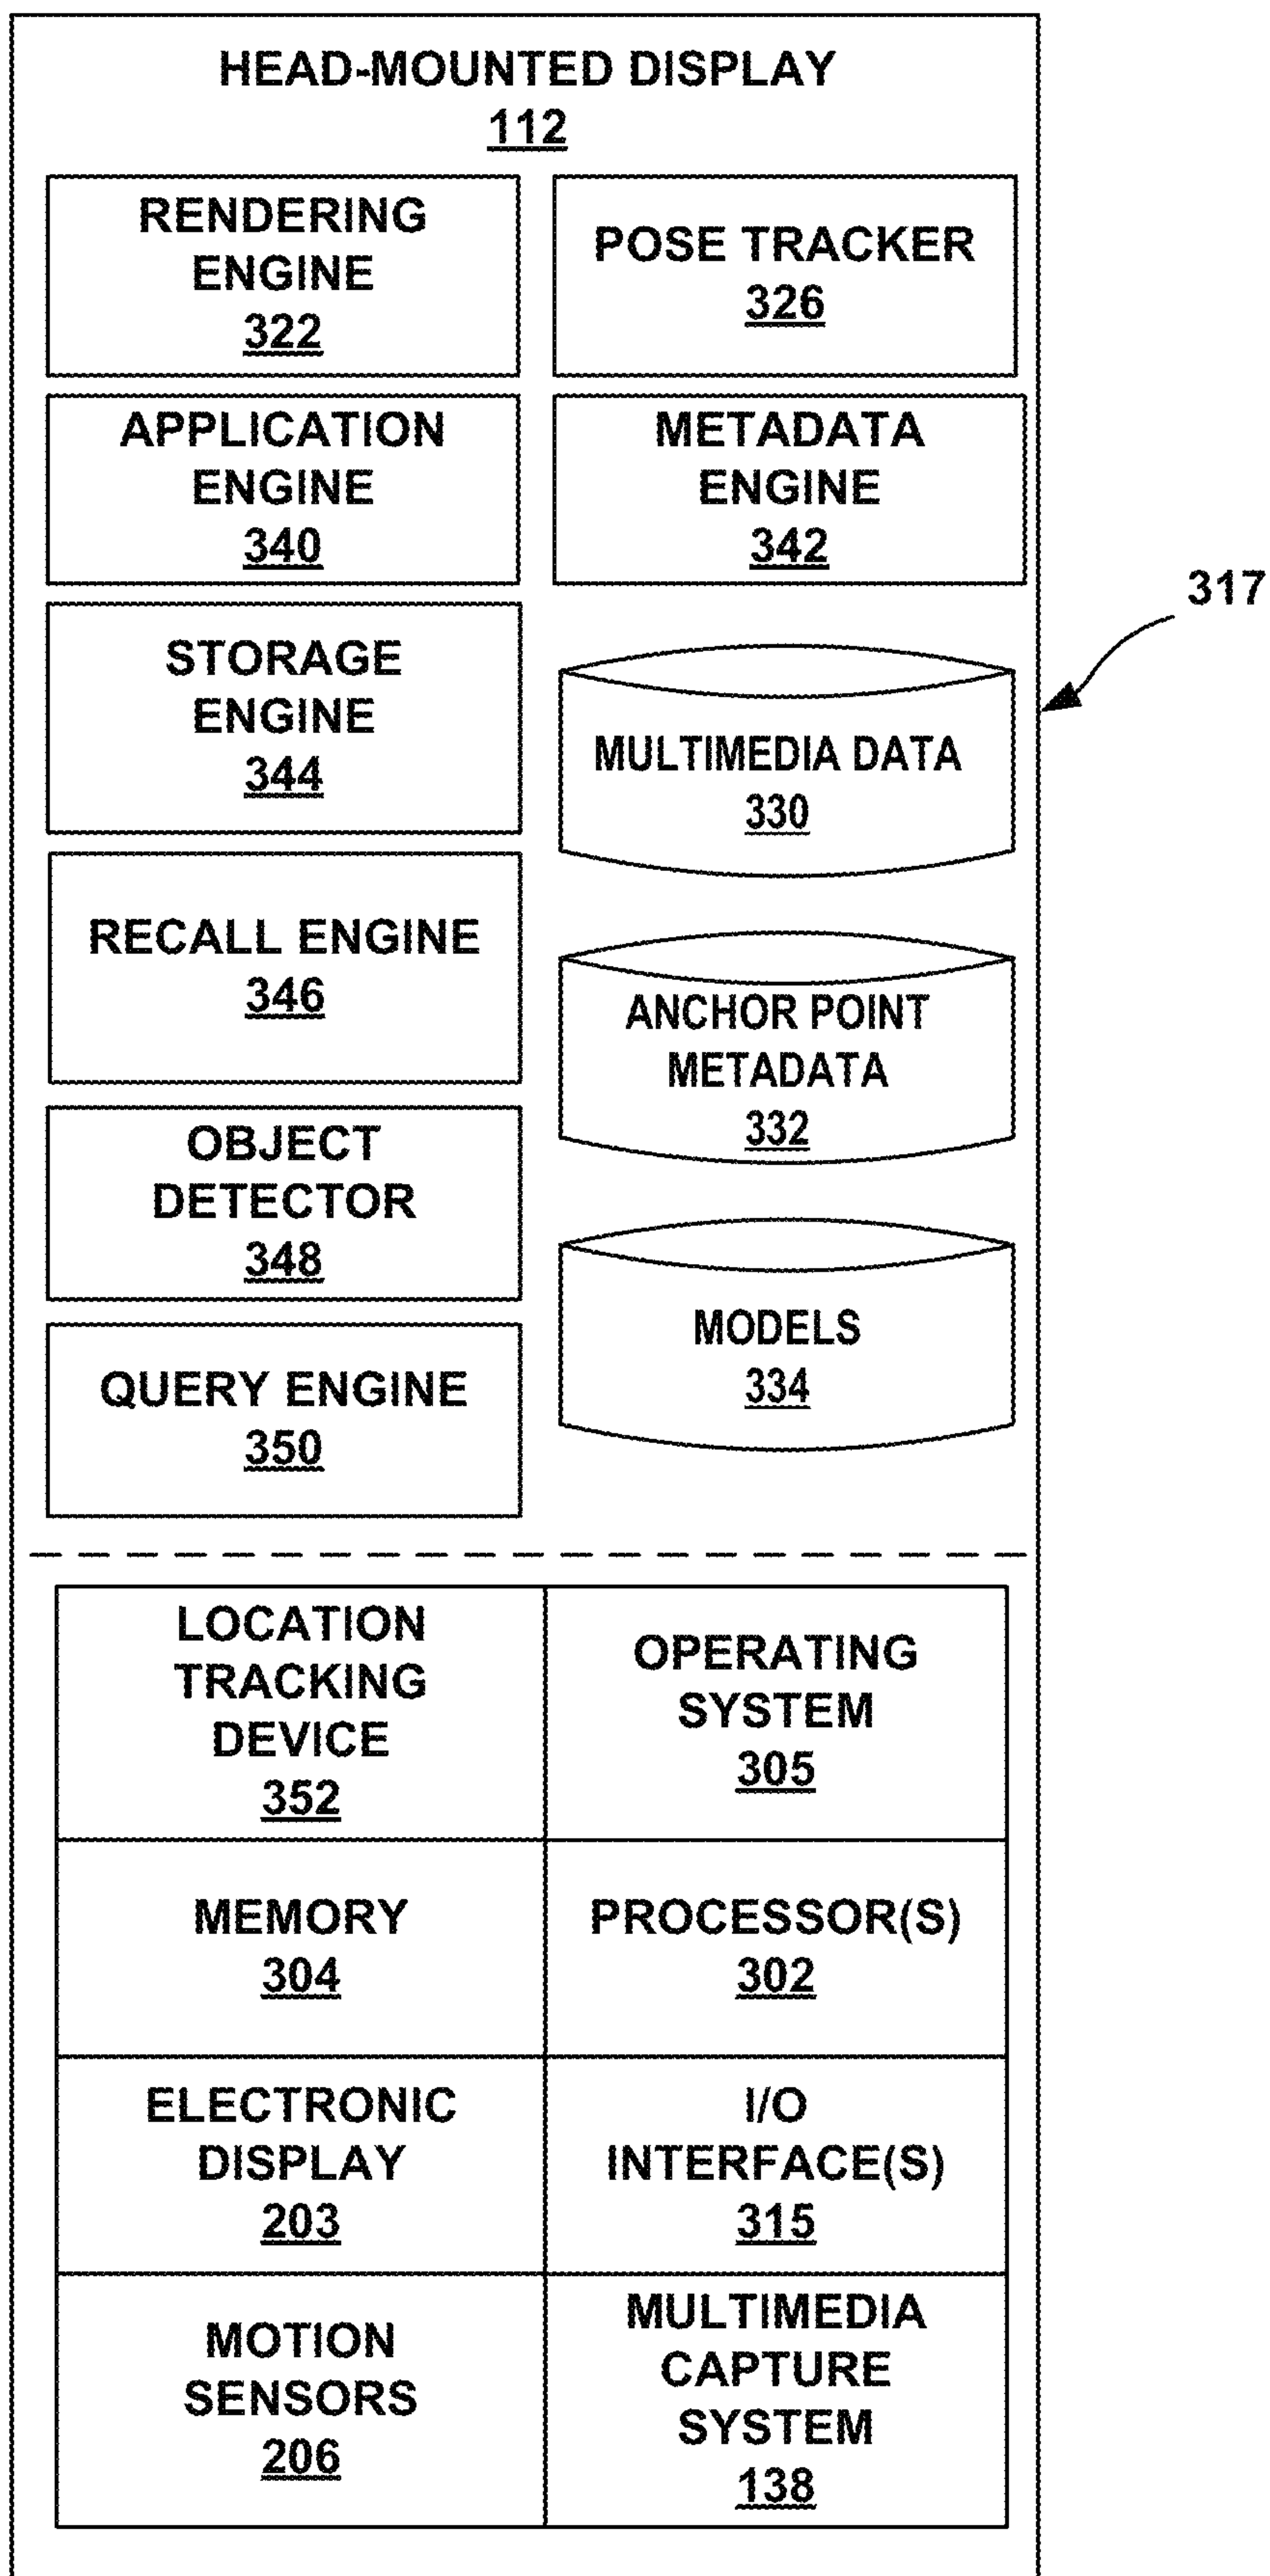 HEAD-MOUNTED DISPLAY
112
RENDERING
ENGINE
322
POSE TRACKER
326
APPLICATION
ENGINE
340
METADATA
ENGINE
342
317
STORAGE
ENGINE
344
MULTIMEDIA DATA
330
RECALL ENGINE
346
ANCHOR POINT
METADATA
332
OBJECT
DETECTOR
348
MODELS
334
QUERY ENGINE
350
LOCATION
TRACKING
DEVICE
352
OPERATING
SYSTEM
305
MEMORY
304
PROCESSOR(S)
302
ELECTRONIC
DISPLAY
203
I/O
INTERFACE(S)
315
MOTION
SENSORS
206
MULTIMEDIA
CAPTURE
SYSTEM
138